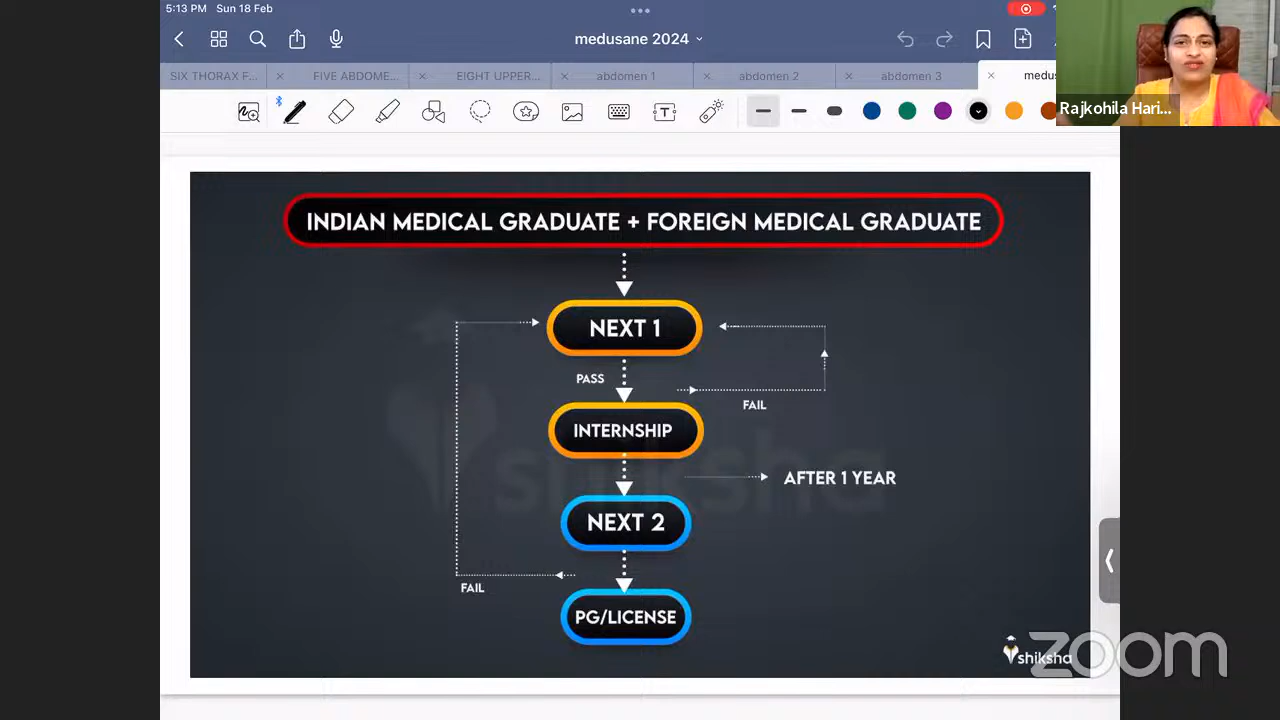 5:13 PM Sun 18 Feb
medusane 2024
SIX THORAX F...
FIVE ABDOME...
EIGHT UPPER...
abdomen 1
abdomen 2
abdomen 3
medus
Rajkohila Hari...
INDIAN MEDICAL GRADUATE + FOREIGN MEDICAL GRADUATE
NEXT 1
PASS
FAIL
INTERNSHIP
AFTER 1 YEAR
NEXT 2
FAIL
PG/LICENSE
shiksha
shiksha
zoom